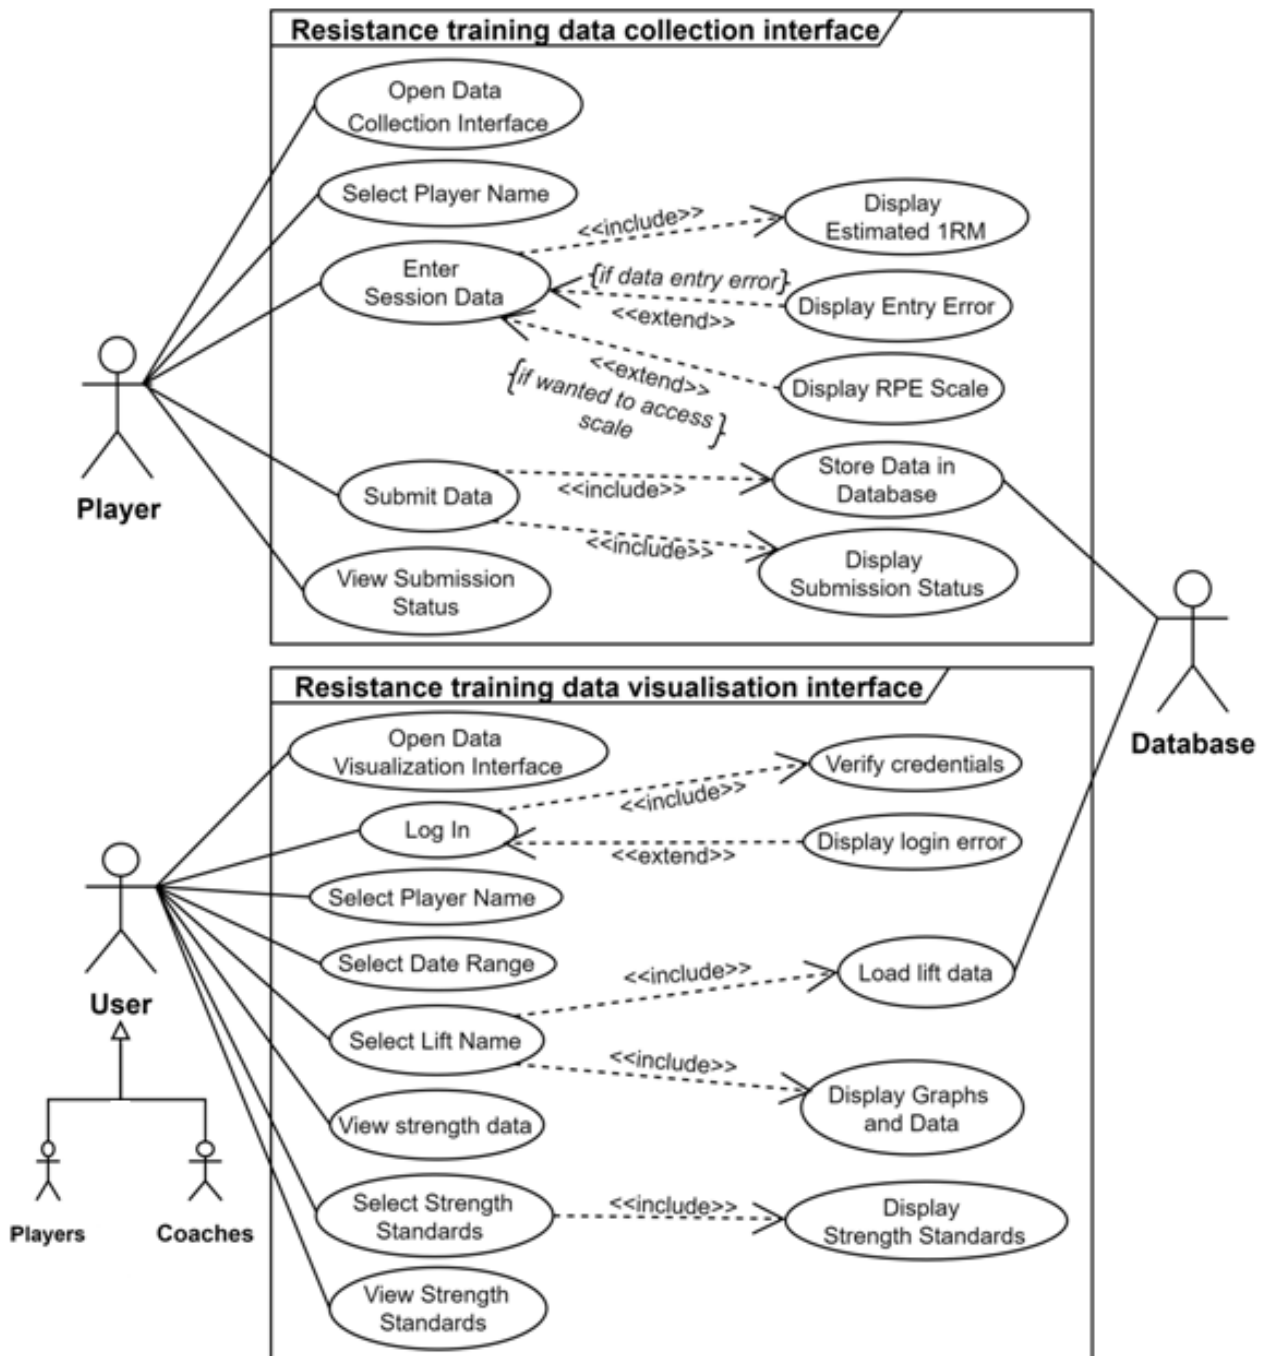 Resistance training data collection interface
Open Data
Collection Interface
Select Player Name
<<include>>
Display
Estimated 1RM
Enter
Session Data
{if data entry error}
<<extend>>
Display Entry Error
<<extend>>
{if wanted to access
scale}
Display RPE Scale
Player
Submit Data
<<include>>
Store Data in
Database
<<include>>
Display
Submission Status
View Submission
Status
Database
Resistance training data visualisation interface
Open Data
Visualization Interface
<<include>>
Verify credentials
Log In
<<extend>>
Display login error
Select Player Name
User
Select Date Range
<<include>>
Load lift data
Select Lift Name
<<include>>
Display Graphs
and Data
View strength data
Players
Coaches
Select Strength
Standards
<<include>>
Display
Strength Standards
View Strength
Standards